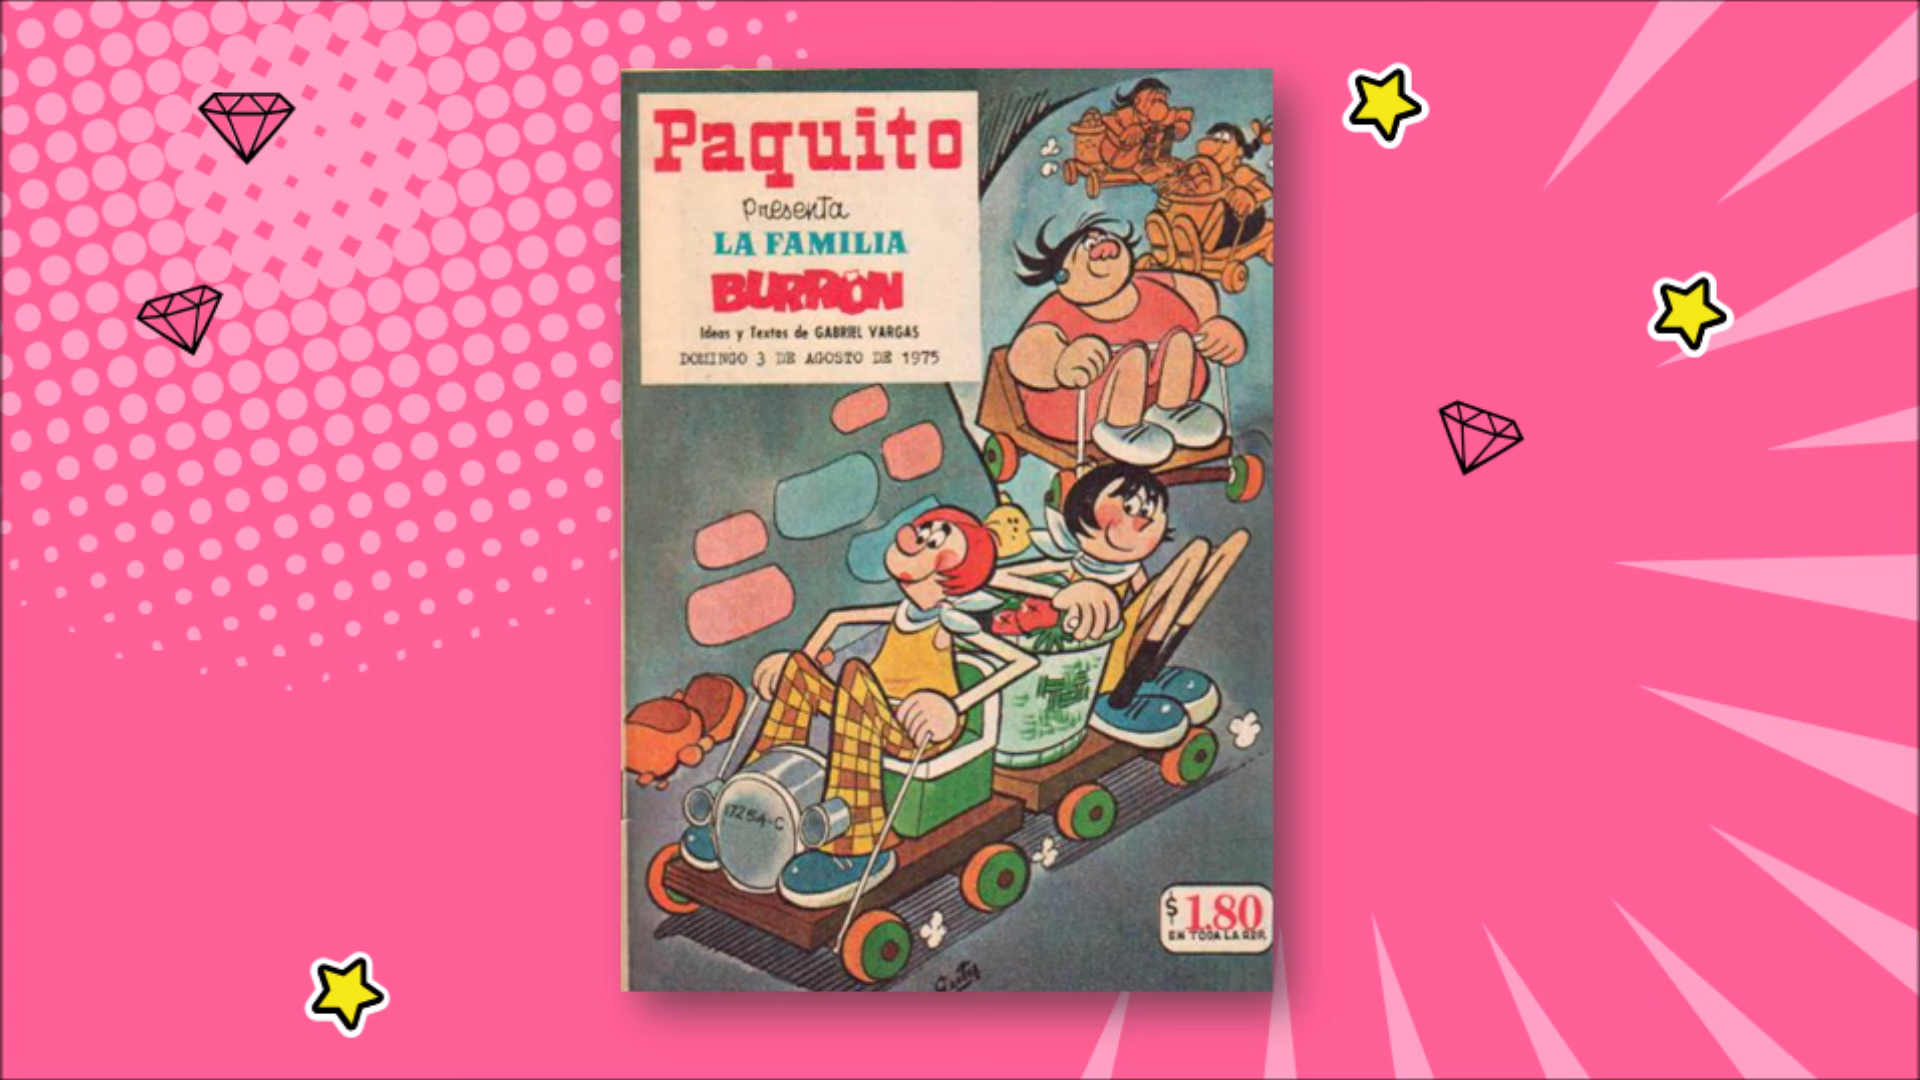 Paquito
Presenta
LA FAMILIA
BURRÓN
Ideas y Textos de GABRIEL VARGAS
DOMINGO 3 DE AGOSTO DE 1975
1725A-C
$ 1.80
EN TODA LA REP.